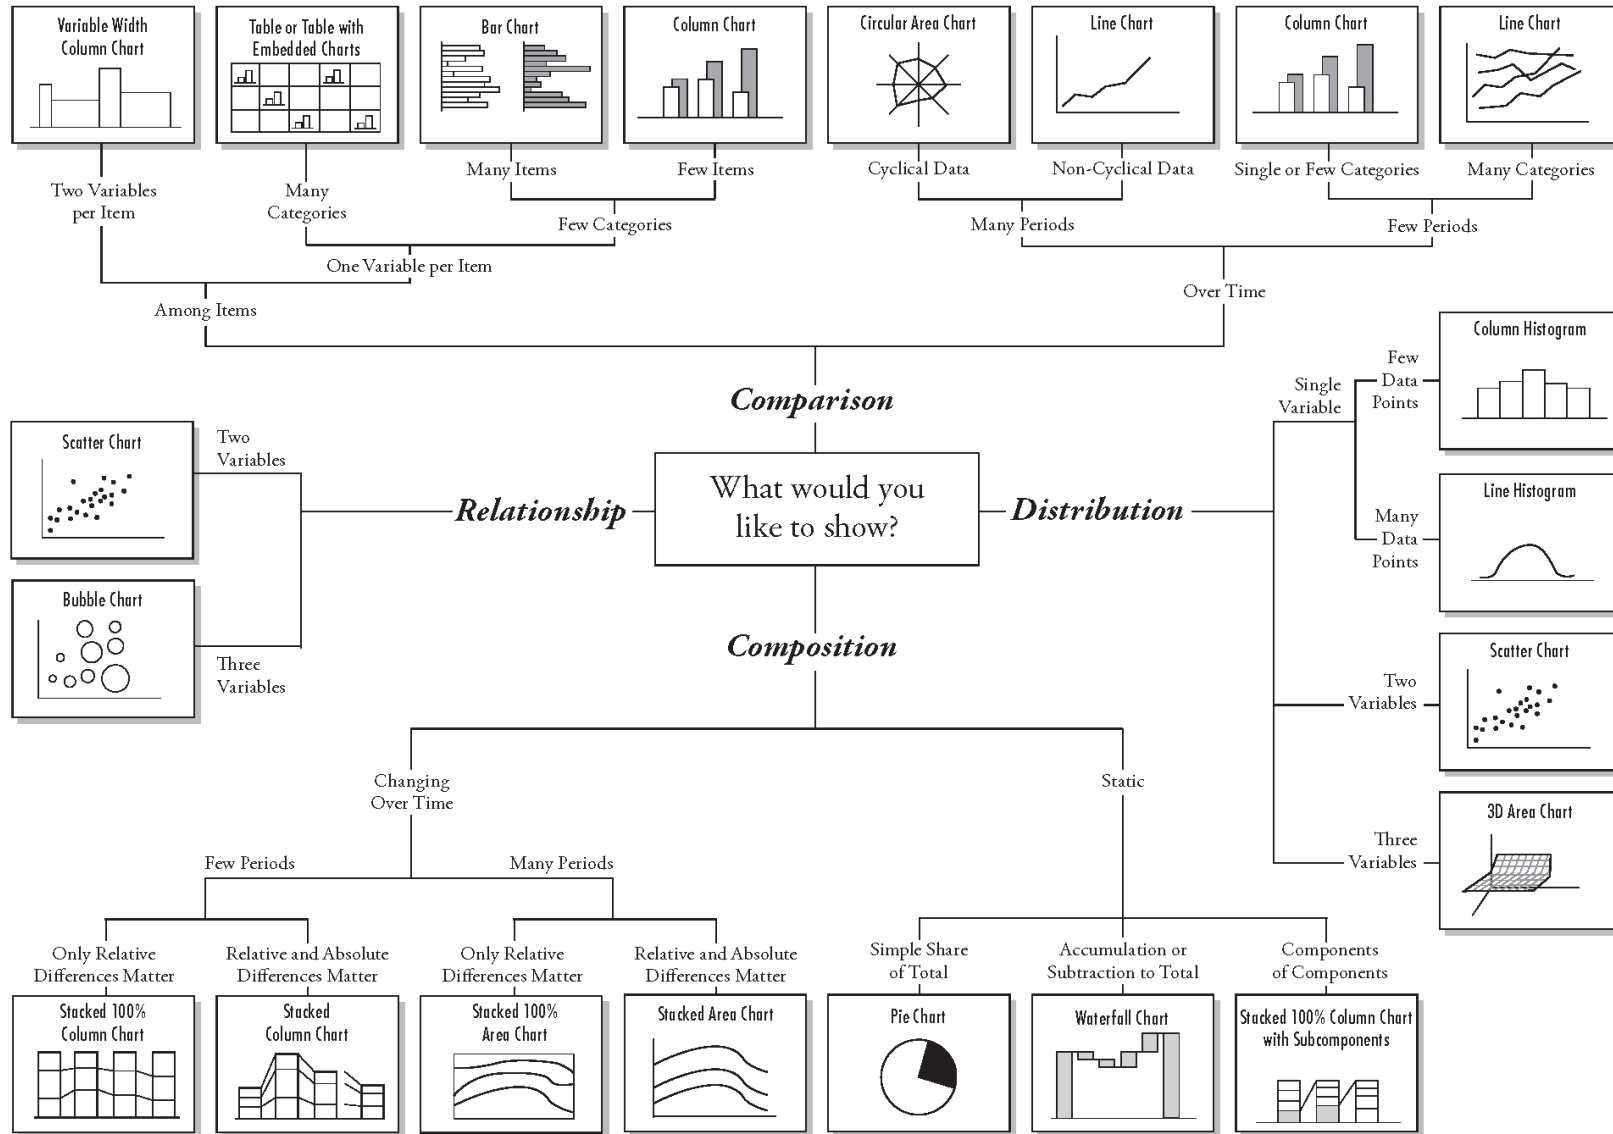 Variable Width
Column Chart
Table or Table with
Embedded Charts
Bar Chart
Column Chart
Circular Area Chart
Line Chart
Column Chart
Line Chart
Two Variables
per Item
Many
Categories
Many Items
Few Items
Cyclical Data
Non-Cyclical Data
Single or Few Categories
Many Categories
Few Categories
Many Periods
Few Periods
One Variable per Item
Among Items
Over Time
Comparison
Relationship
What would you
like to show?
Distribution
Composition
Scatter Chart
Two
Variables
Bubble Chart
Three
Variables
Single
Variable
Few
Data
Points
Column Histogram
Many
Data
Points
Line Histogram
Two
Variables
Scatter Chart
Three
Variables
3D Area Chart
Changing
Over Time
Static
Few Periods
Many Periods
Only Relative
Differences Matter
Relative and Absolute
Differences Matter
Only Relative
Differences Matter
Relative and Absolute
Differences Matter
Simple Share
of Total
Accumulation or
Subtraction to Total
Components
of Components
Stacked 100%
Column Chart
Stacked
Column Chart
Stacked 100%
Area Chart
Stacked Area Chart
Pie Chart
Waterfall Chart
Stacked 100% Column Chart
with Subcomponents